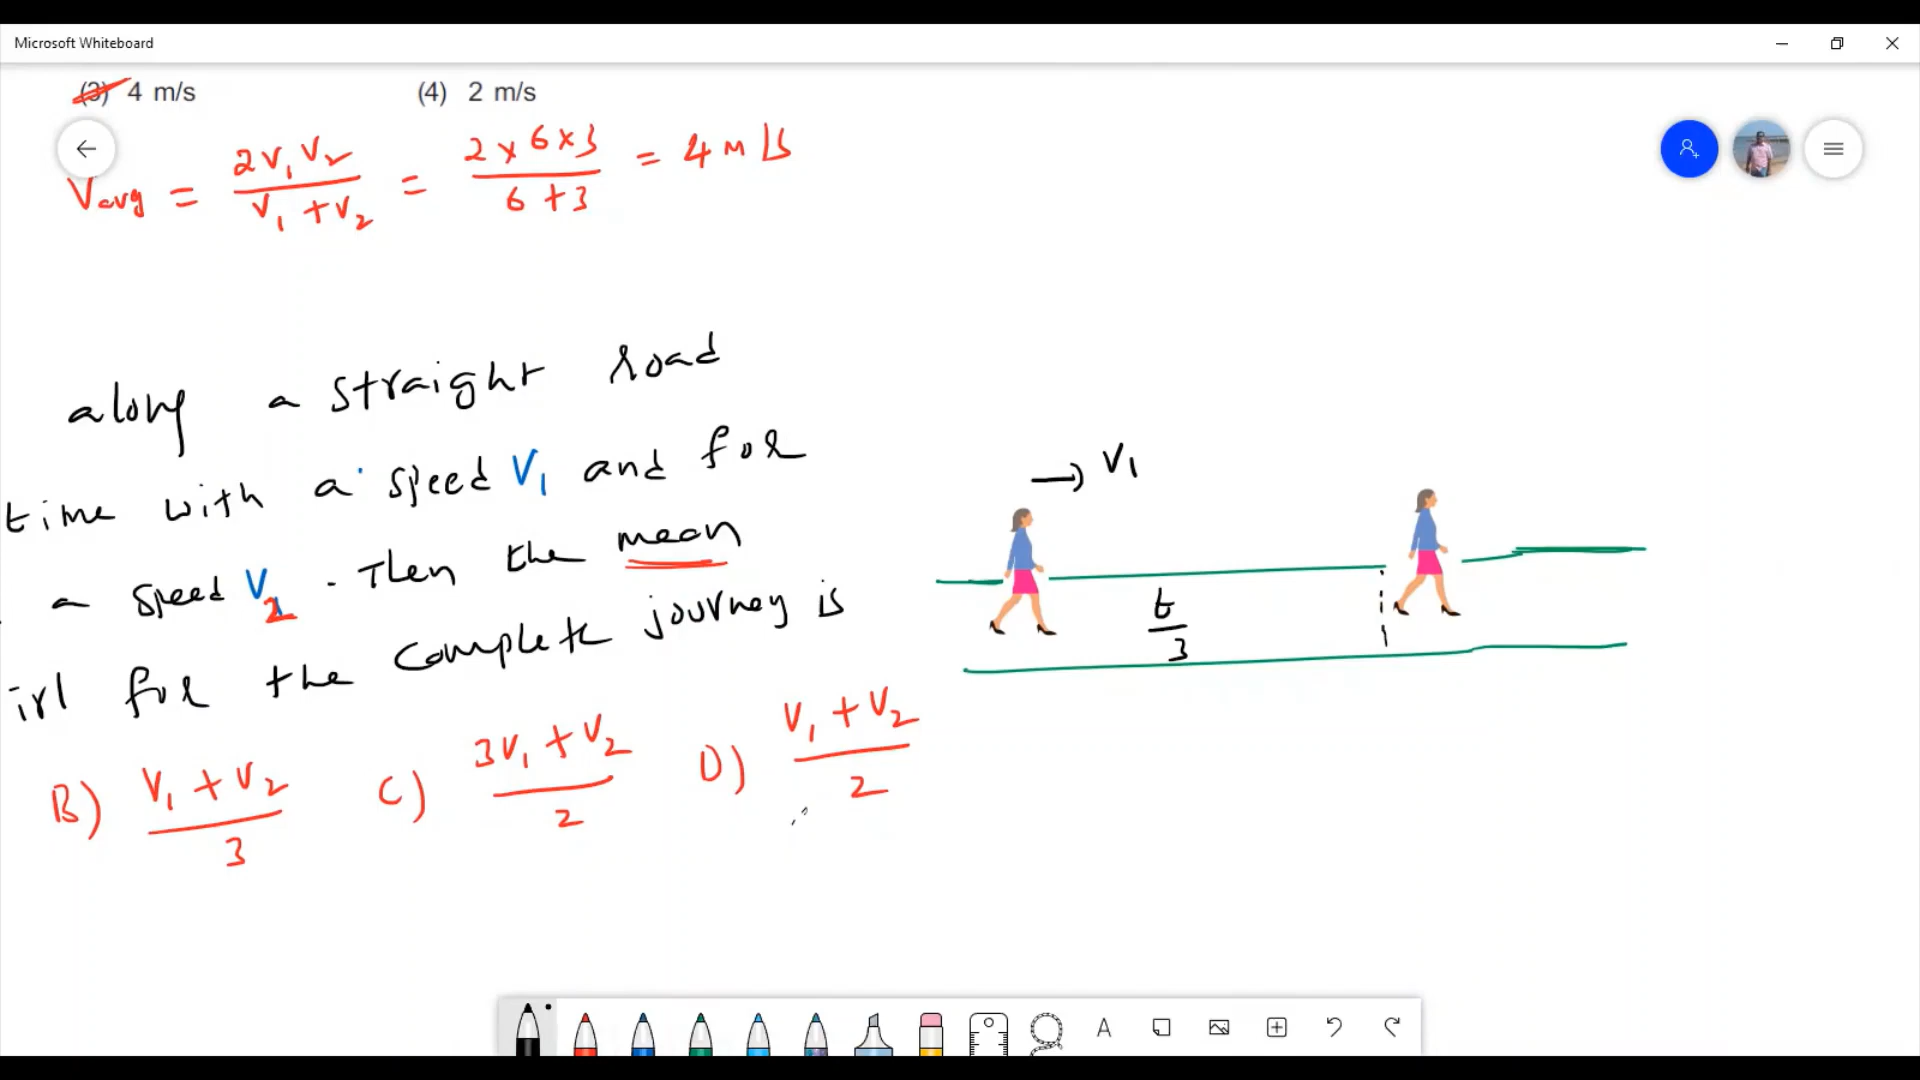 Microsoft Whiteboard
(3) 4 m/s (4) 2 m/s
Vavg = 2V1V2 / V1+V2 = 2×6×3 / 6+3 = 4 m/s
along a straight road
time with a speed V1 and for
a speed V2. Then the mean
irl for the complete journey is
B) V1+V2 / 3 C) 3V1+V2 / 2 D) V1+V2 / 2
→ V1
t/3
A